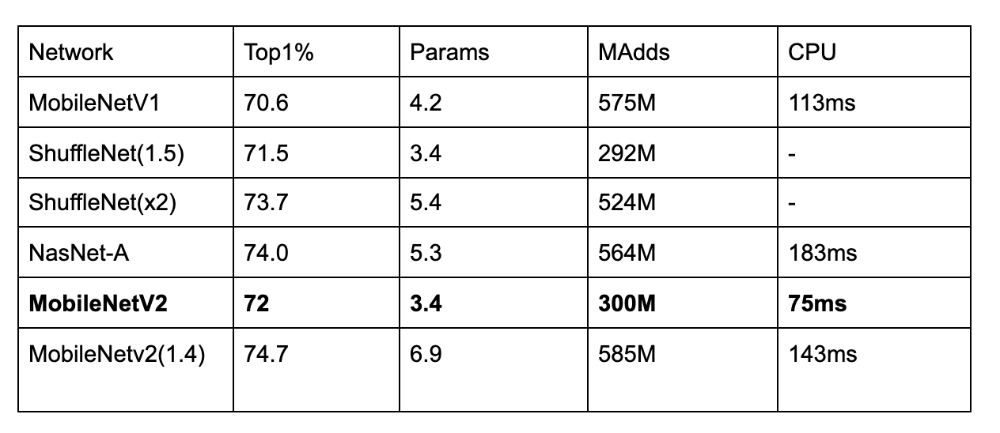 Network Top1% Params MAdds CPU
MobileNetV1 70.6 4.2 575M 113ms
ShuffleNet(1.5) 71.5 3.4 292M -
ShuffleNet(x2) 73.7 5.4 524M -
NasNet-A 74.0 5.3 564M 183ms
MobileNetV2 72 3.4 300M 75ms
MobileNetv2(1.4) 74.7 6.9 585M 143ms